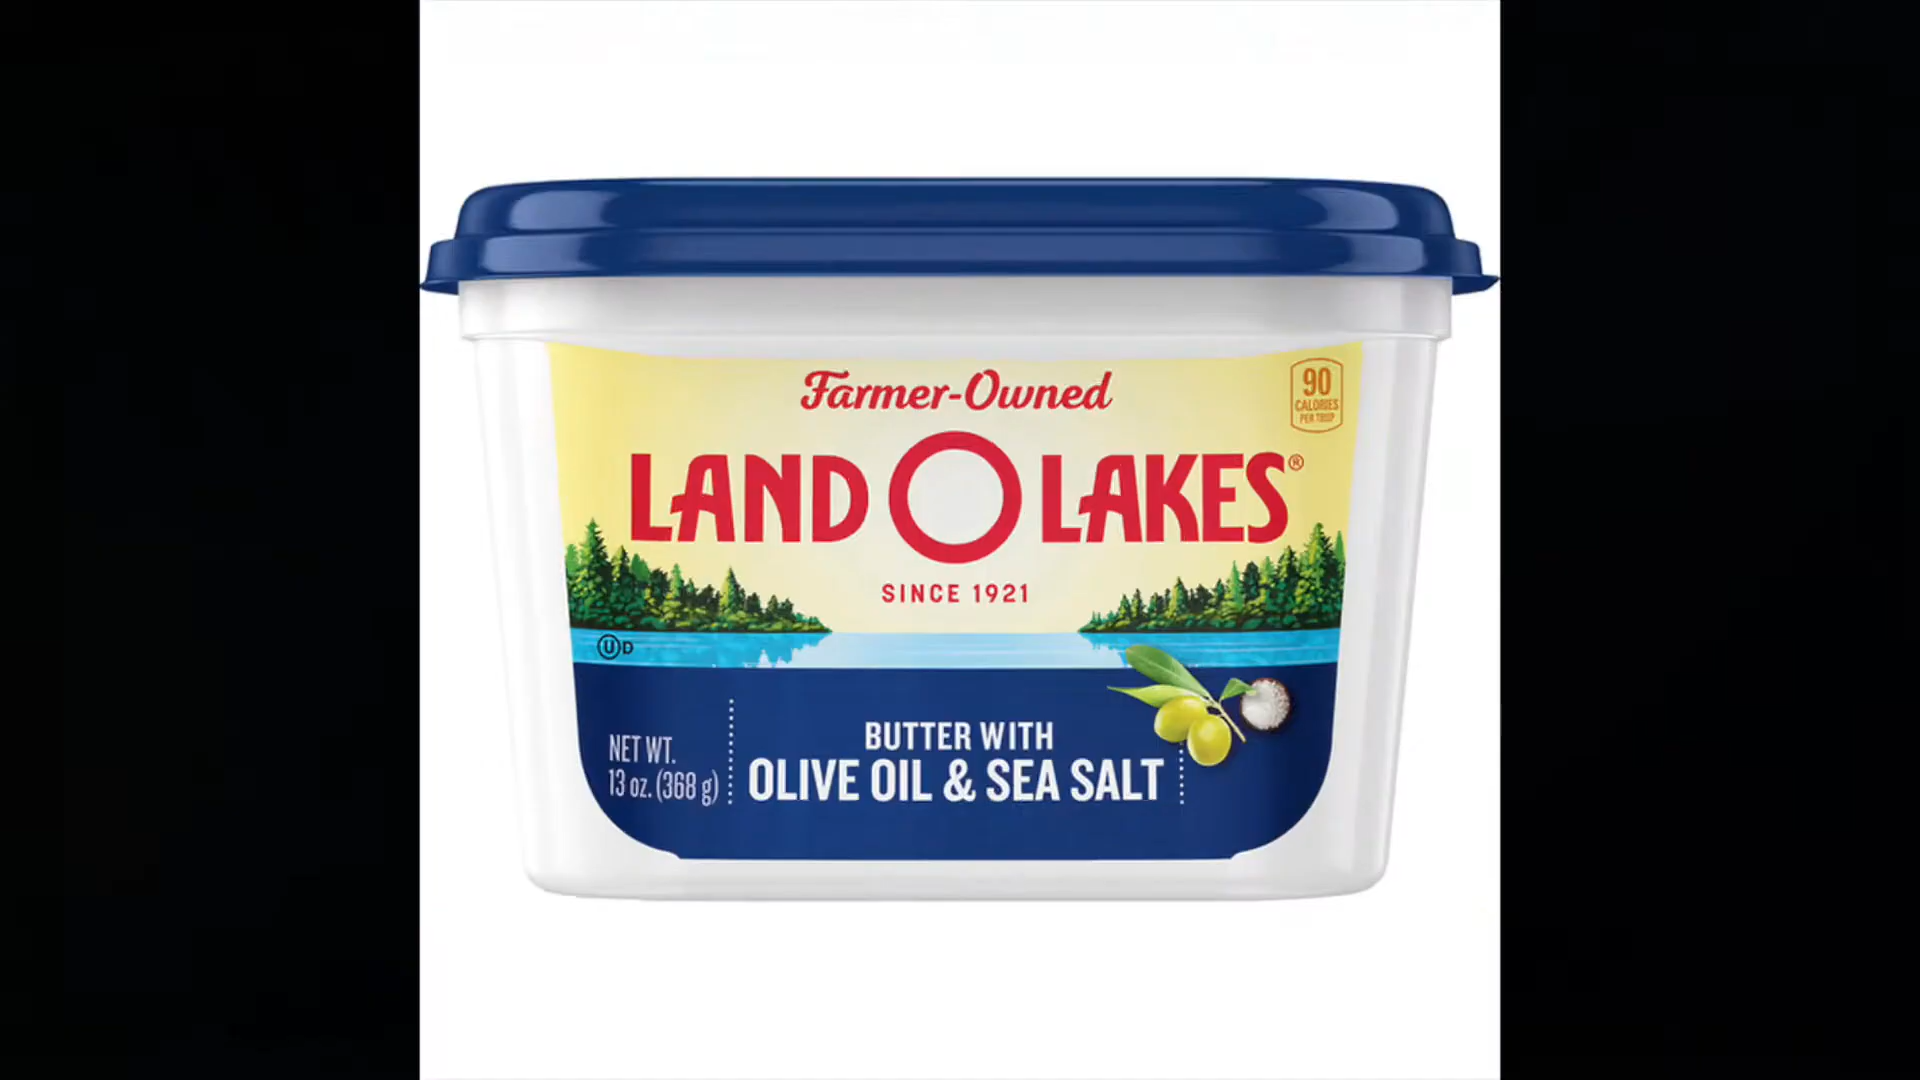 Farmer-Owned
LAND O LAKES®
SINCE 1921
90
CALORIES
PER TBSP
UD
NET WT.
13 oz. (368 g)
BUTTER WITH
OLIVE OIL & SEA SALT